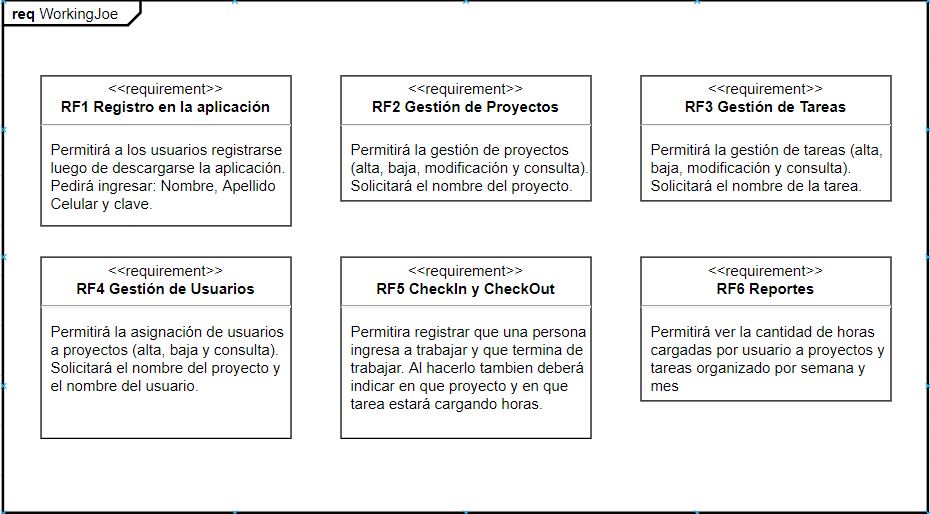 req WorkingJoe
<<requirement>>
RF1 Registro en la aplicación
Permitirá a los usuarios registrarse
luego de descargarse la aplicación.
Pedirá ingresar: Nombre, Apellido
Celular y clave.
<<requirement>>
RF2 Gestión de Proyectos
Permitirá la gestión de proyectos
(alta, baja, modificación y consulta).
Solicitará el nombre del proyecto.
<<requirement>>
RF3 Gestión de Tareas
Permitirá la gestión de tareas (alta,
baja, modificación y consulta).
Solicitará el nombre de la tarea.
<<requirement>>
RF4 Gestión de Usuarios
Permitirá la asignación de usuarios
a proyectos (alta, baja y consulta).
Solicitará el nombre del proyecto y
el nombre del usuario.
<<requirement>>
RF5 CheckIn y CheckOut
Permitira registrar que una persona
ingresa a trabajar y que termina de
trabajar. Al hacerlo tambien deberá
indicar en que proyecto y en que
tarea estará cargando horas.
<<requirement>>
RF6 Reportes
Permitirá ver la cantidad de horas
cargadas por usuario a proyectos y
tareas organizado por semana y
mes